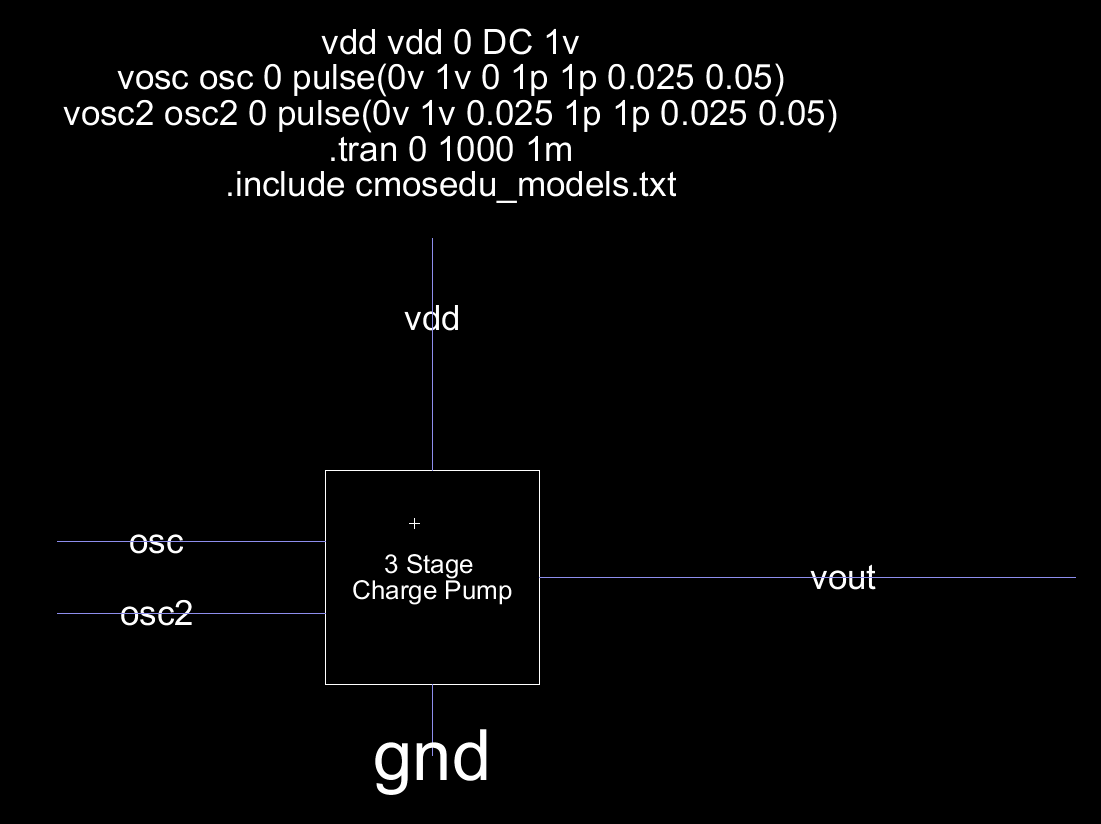 vdd vdd 0 DC 1v
vosc osc 0 pulse(0v 1v 0 1p 1p 0.025 0.05)
vosc2 osc2 0 pulse(0v 1v 0.025 1p 1p 0.025 0.05)
.tran 0 1000 1m
.include cmosedu_models.txt
vdd
osc
3 Stage
Charge Pump
vout
osc2
gnd